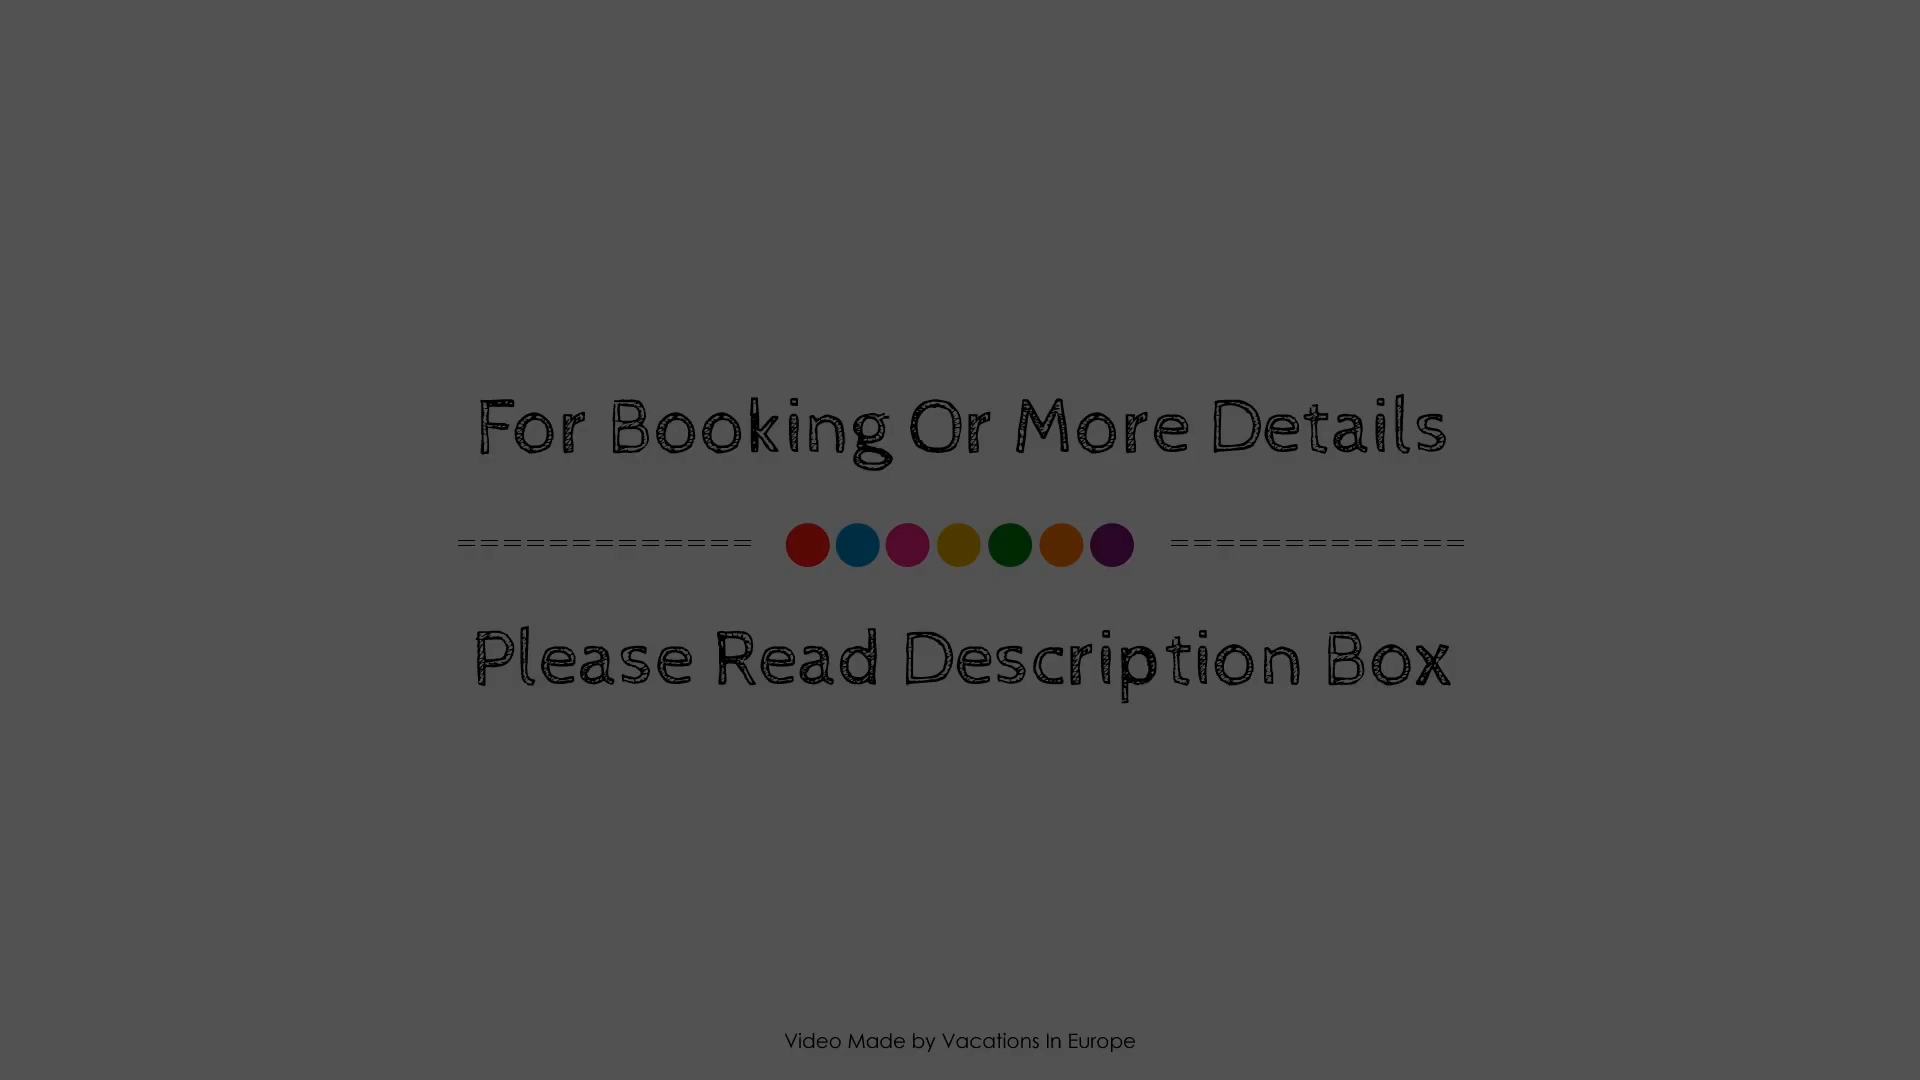 For Booking Or More Details
============= =============
Please Read Description Box
Video Made by Vacations In Europe